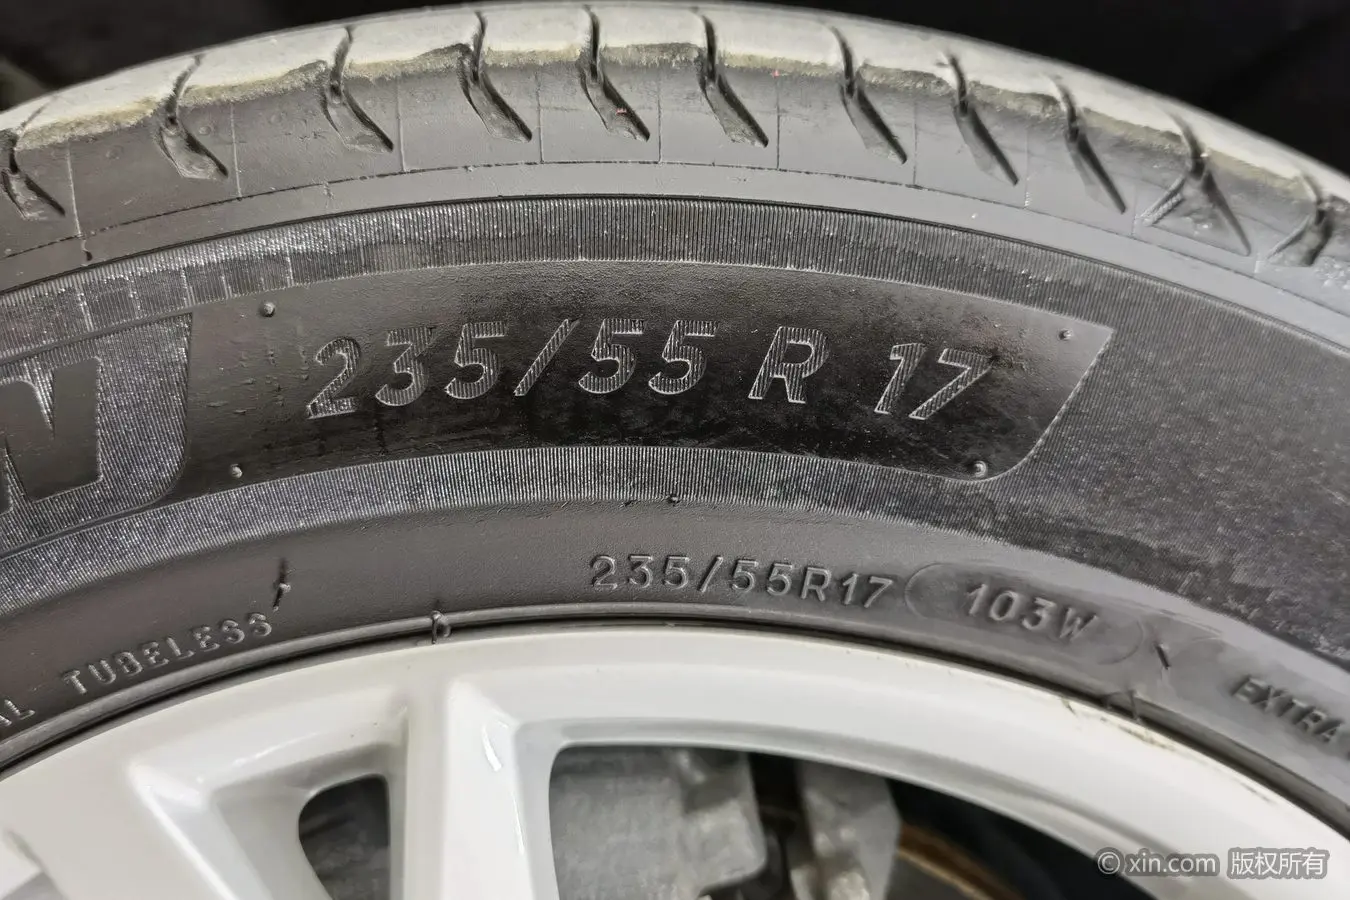 235/55 R 17
235/55R17 103W EXTRA
TUBELESS
© xin.com 版权所有